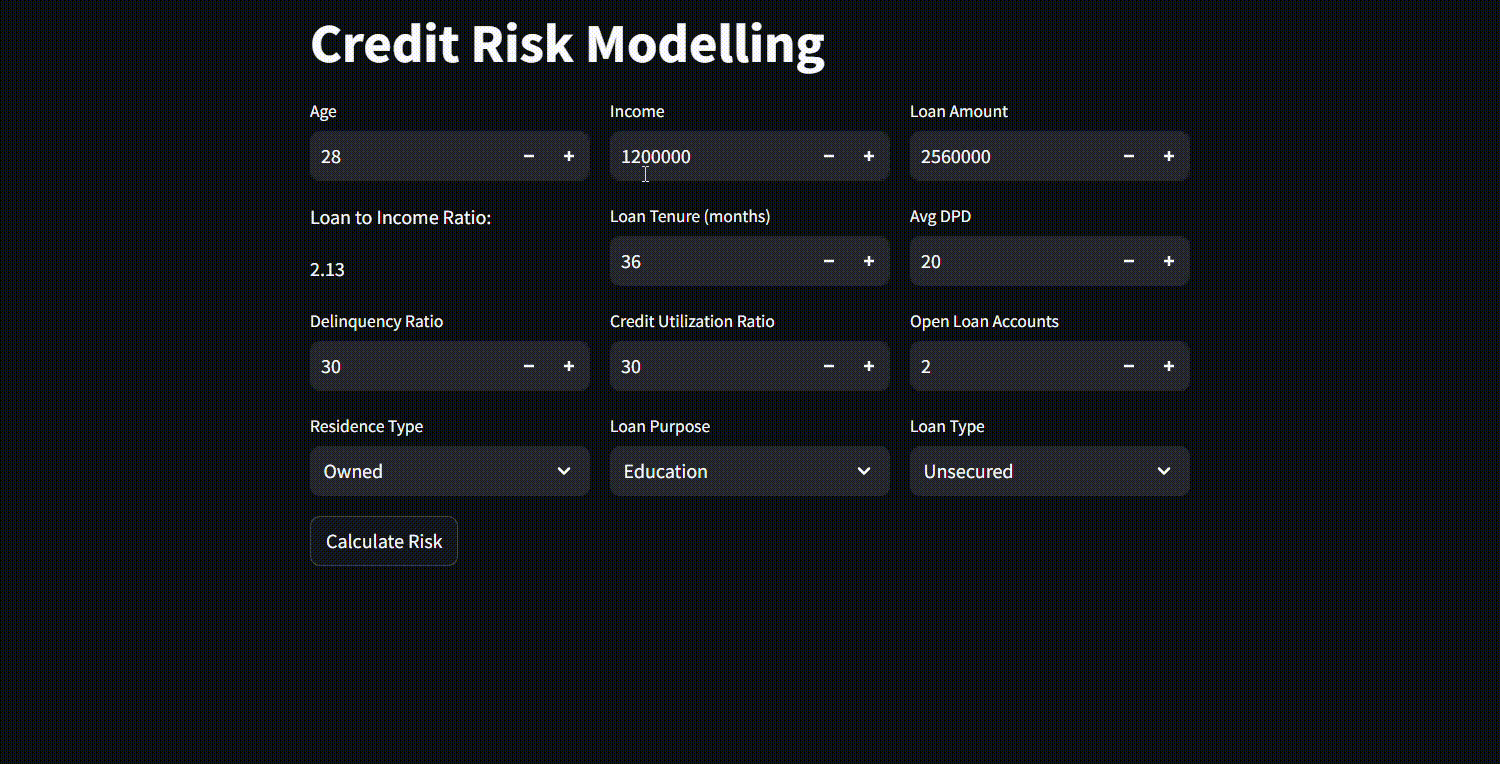 Credit Risk Modelling
Age Income Loan Amount
28 − + 1200000 − + 2560000 − +
Loan to Income Ratio: Loan Tenure (months) Avg DPD
2.13 36 − + 20 − +
Delinquency Ratio Credit Utilization Ratio Open Loan Accounts
30 − + 30 − + 2 − +
Residence Type Loan Purpose Loan Type
Owned Education Unsecured
Calculate Risk